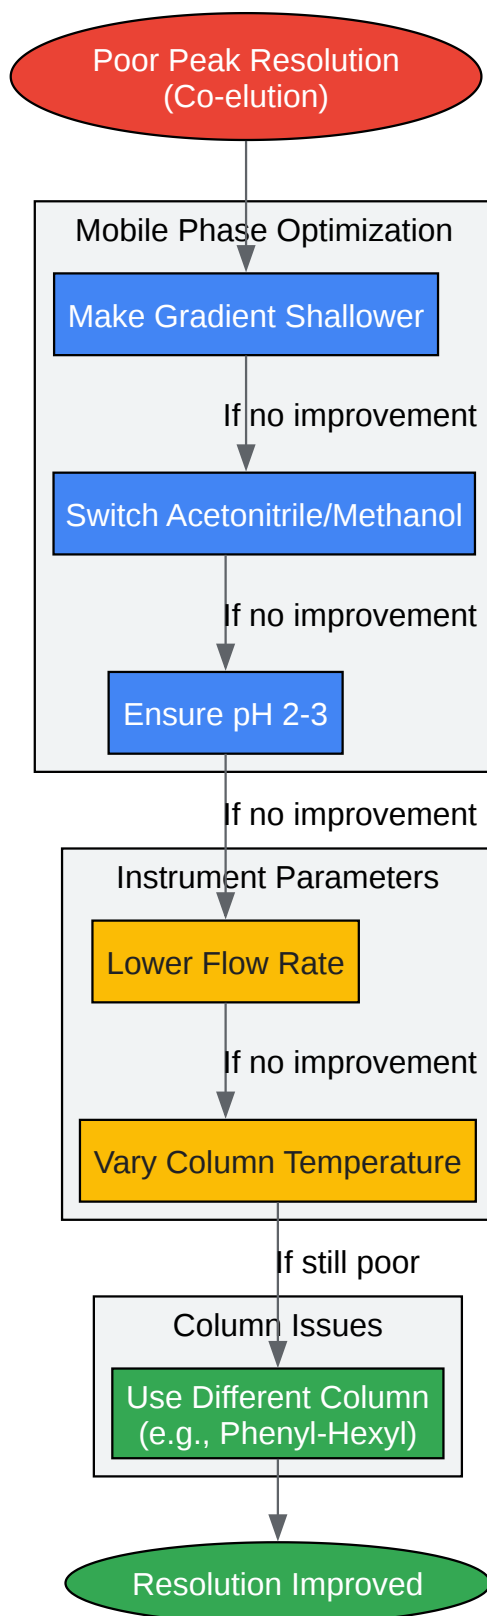 Poor Peak Resolution
(Co-elution)
Mobile Phase Optimization
Make Gradient Shallower
If no improvement
Switch Acetonitrile/Methanol
If no improvement
Ensure pH 2-3
If no improvement
Instrument Parameters
Lower Flow Rate
If no improvement
Vary Column Temperature
If still poor
Column Issues
Use Different Column
(e.g., Phenyl-Hexyl)
Resolution Improved